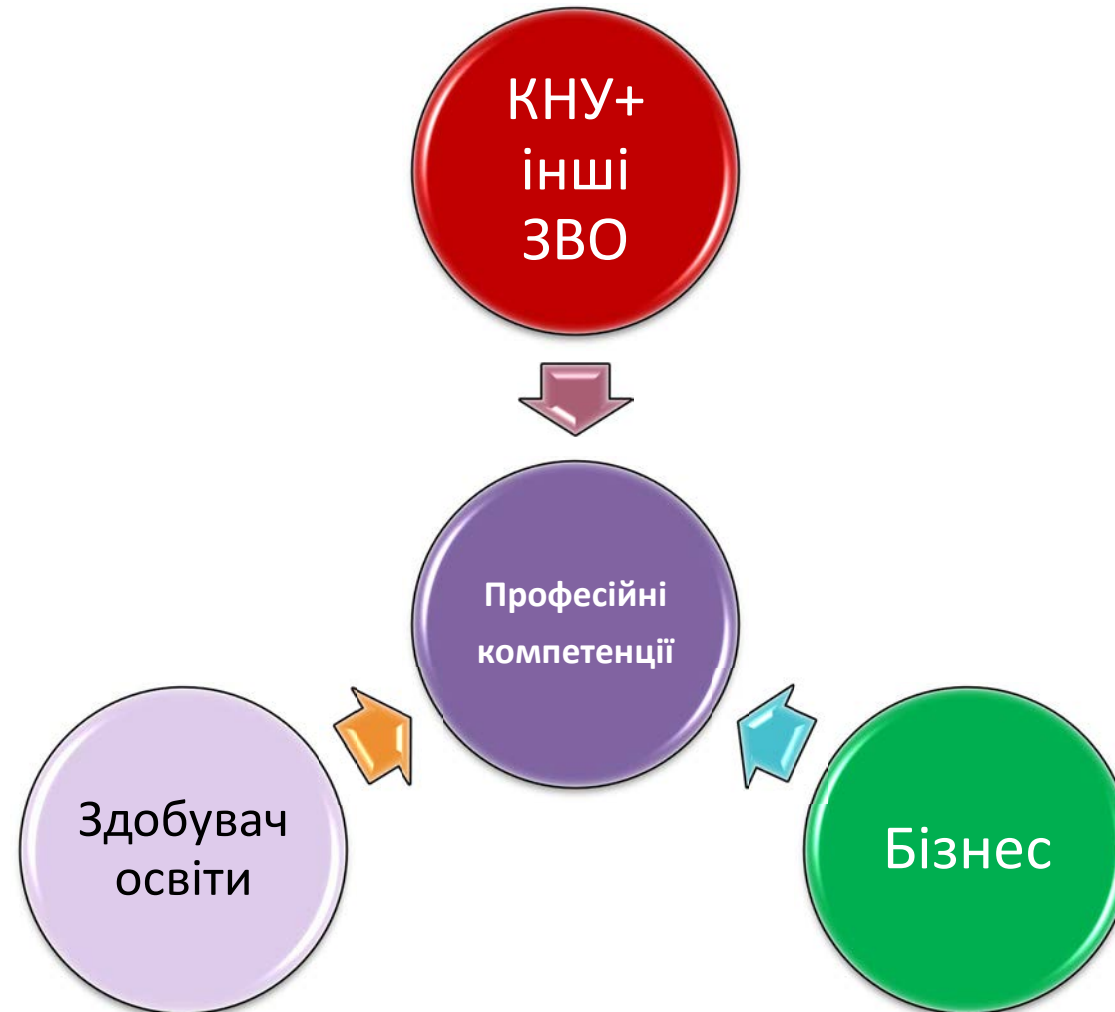 КНУ+
інші
ЗВО
Професійні
компетенції
Здобувач
освіти
Бізнес